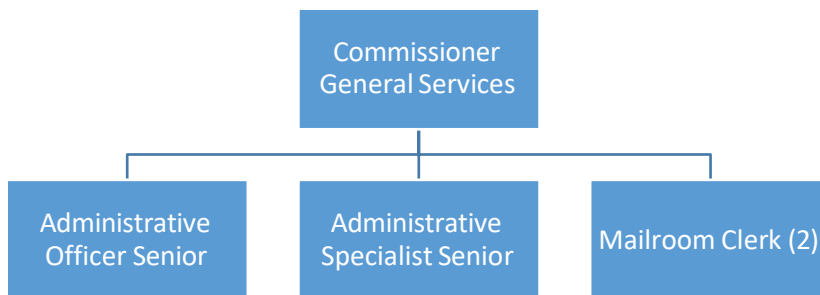 Commissioner
General Services
Administrative
Officer Senior
Administrative
Specialist Senior
Mailroom Clerk (2)